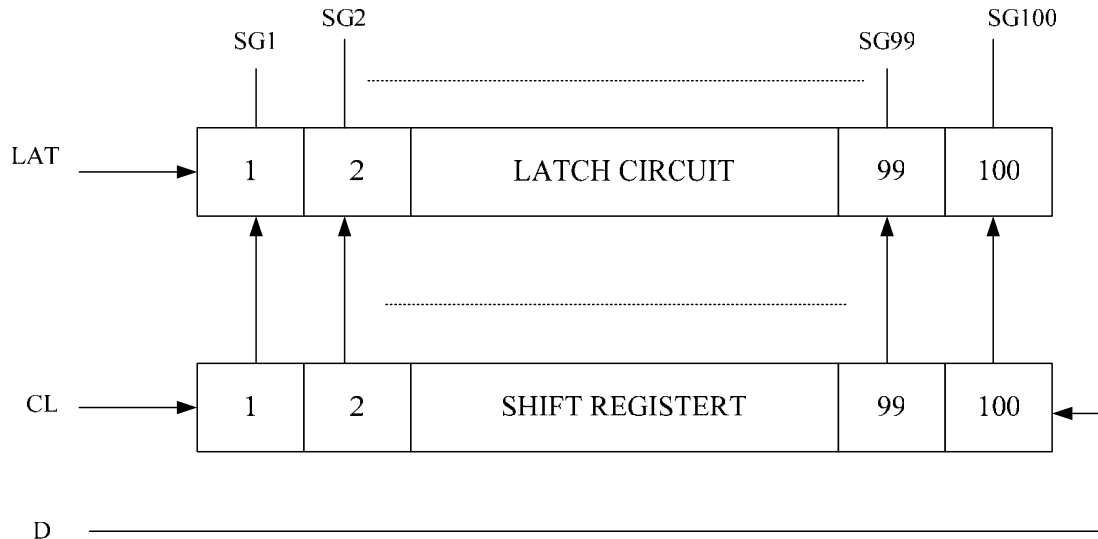 SG1
SG2
SG99
SG100
LAT
1
2
LATCH CIRCUIT
99
100
CL
1
2
SHIFT REGISTERT
99
100
D